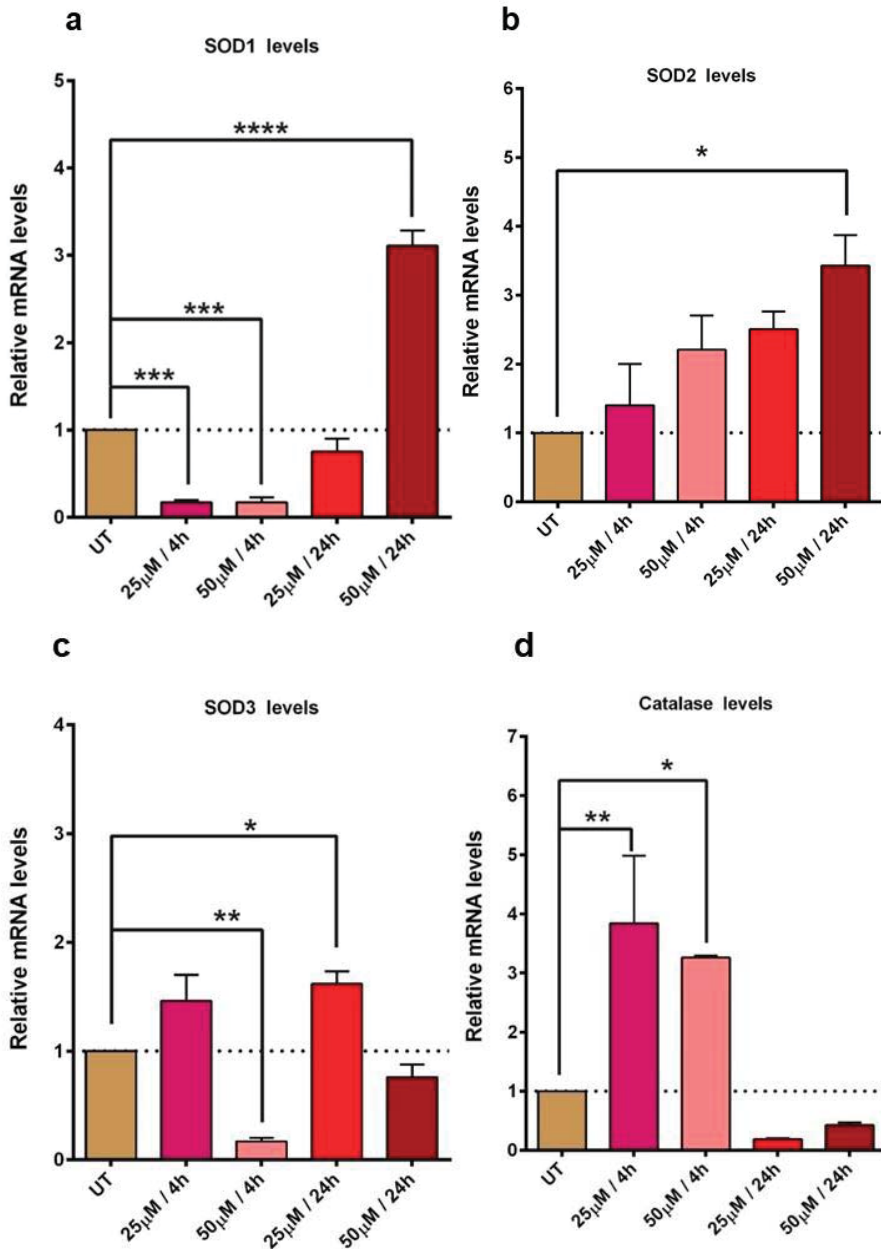 a
SOD1 levels
Relative mRNA levels
5
4
3
2
1
0
****
***
***
UT
25µM / 4h
50µM / 4h
25µM / 24h
50µM / 24h
b
SOD2 levels
Relative mRNA levels
6
5
4
3
2
1
0
*
UT
25µM / 4h
50µM / 4h
25µM / 24h
50µM / 24h
c
SOD3 levels
Relative mRNA levels
4
3
2
1
0
*
**
UT
25µM / 4h
50µM / 4h
25µM / 24h
50µM / 24h
d
Catalase levels
Relative mRNA levels
7
6
5
4
3
2
1
0
*
**
UT
25µM / 4h
50µM / 4h
25µM / 24h
50µM / 24h